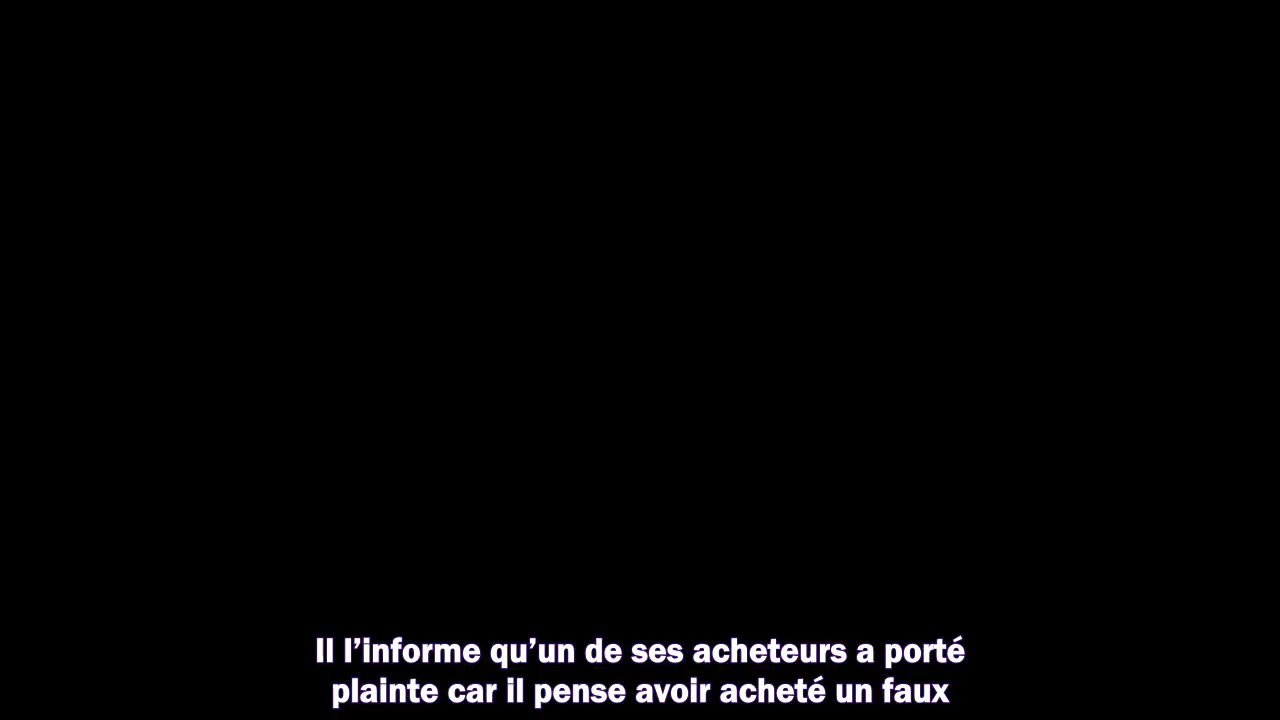 Il l’informe qu’un de ses acheteurs a porté
plainte car il pense avoir acheté un faux